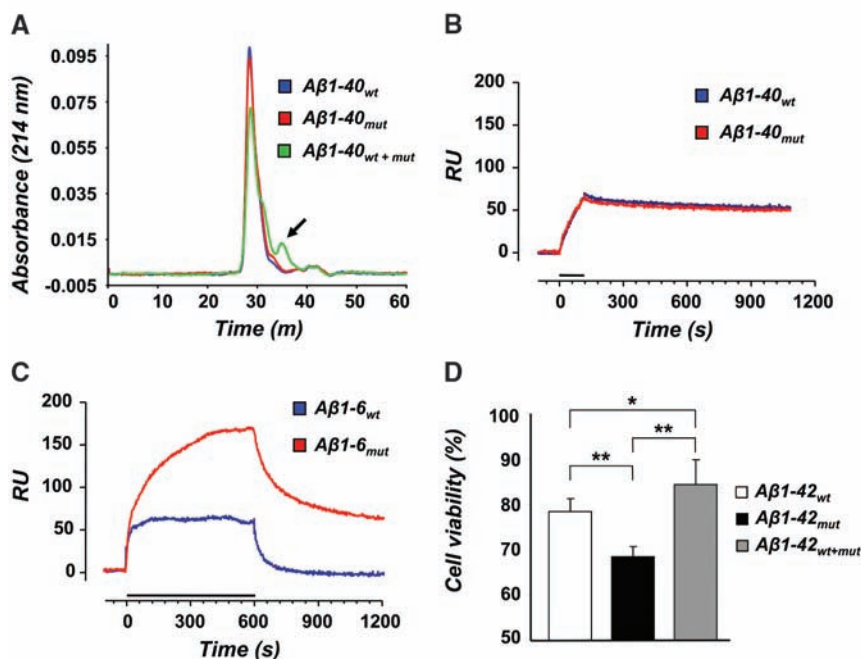 A
Absorbance (214 nm)
0.095
0.075
0.055
0.035
0.015
-0.005
0 10 20 30 40 50 60
Time (m)
Aβ1-40wt
Aβ1-40mut
Aβ1-40wt + mut
B
RU
200
150
100
50
0
0 300 600 900 1200
Time (s)
Aβ1-40wt
Aβ1-40mut
C
RU
200
150
100
50
0
0 300 600 900 1200
Time (s)
Aβ1-6wt
Aβ1-6mut
D
Cell viability (%)
100
90
80
70
60
50
*
** **
Aβ1-42wt
Aβ1-42mut
Aβ1-42wt+mut